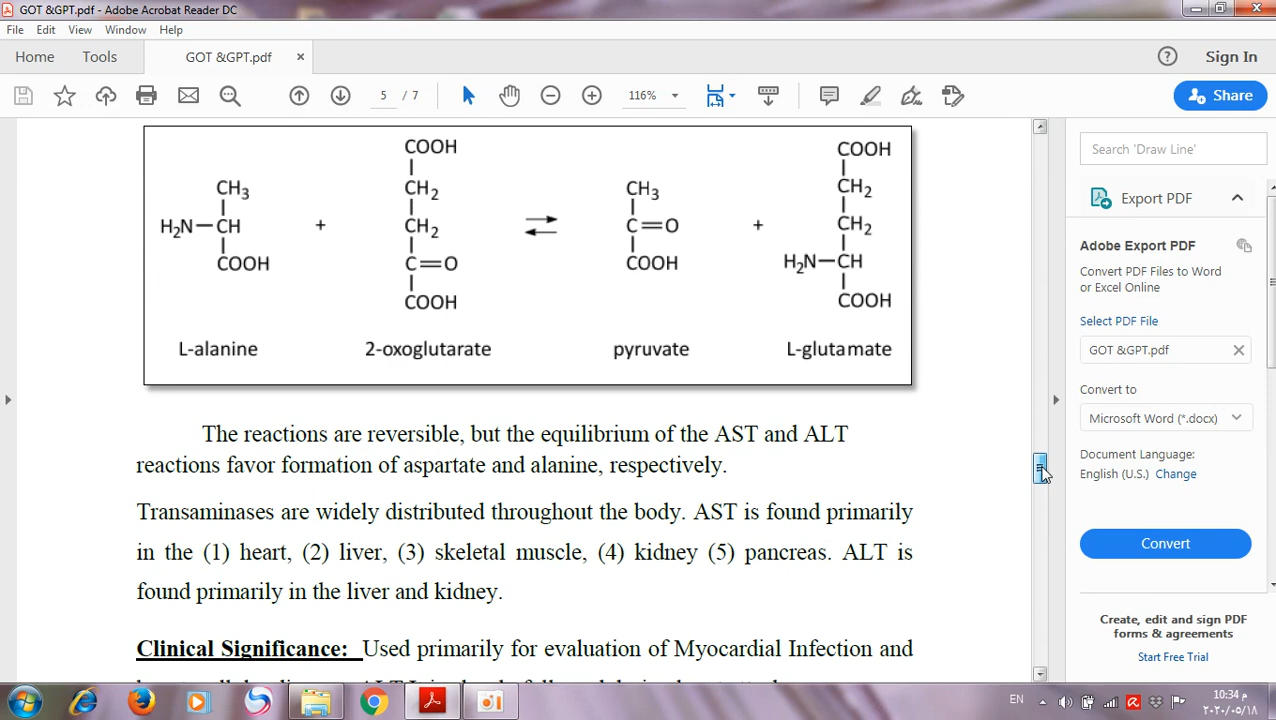 GOT &GPT.pdf - Adobe Acrobat Reader DC
File Edit View Window Help
Home Tools GOT &GPT.pdf × ? Sign In
5 / 7 116% Share
COOH
CH2
CH2
C=O
COOH
CH3
H2N-CH
COOH
+
CH3
C=O
COOH
+
COOH
CH2
CH2
H2N-CH
COOH
L-alanine 2-oxoglutarate pyruvate L-glutamate
The reactions are reversible, but the equilibrium of the AST and ALT
reactions favor formation of aspartate and alanine, respectively.
Transaminases are widely distributed throughout the body. AST is found primarily
in the (1) heart, (2) liver, (3) skeletal muscle, (4) kidney (5) pancreas. ALT is
found primarily in the liver and kidney.
Clinical Significance: Used primarily for evaluation of Myocardial Infection and
Search 'Draw Line'
Export PDF
Adobe Export PDF
Convert PDF Files to Word
or Excel Online
Select PDF File
GOT &GPT.pdf
Convert to
Microsoft Word (*.docx)
Document Language:
English (U.S.) Change
Convert
Create, edit and sign PDF
forms & agreements
Start Free Trial
EN
10:34 م
٢٠٢٠/٠٥/١٨